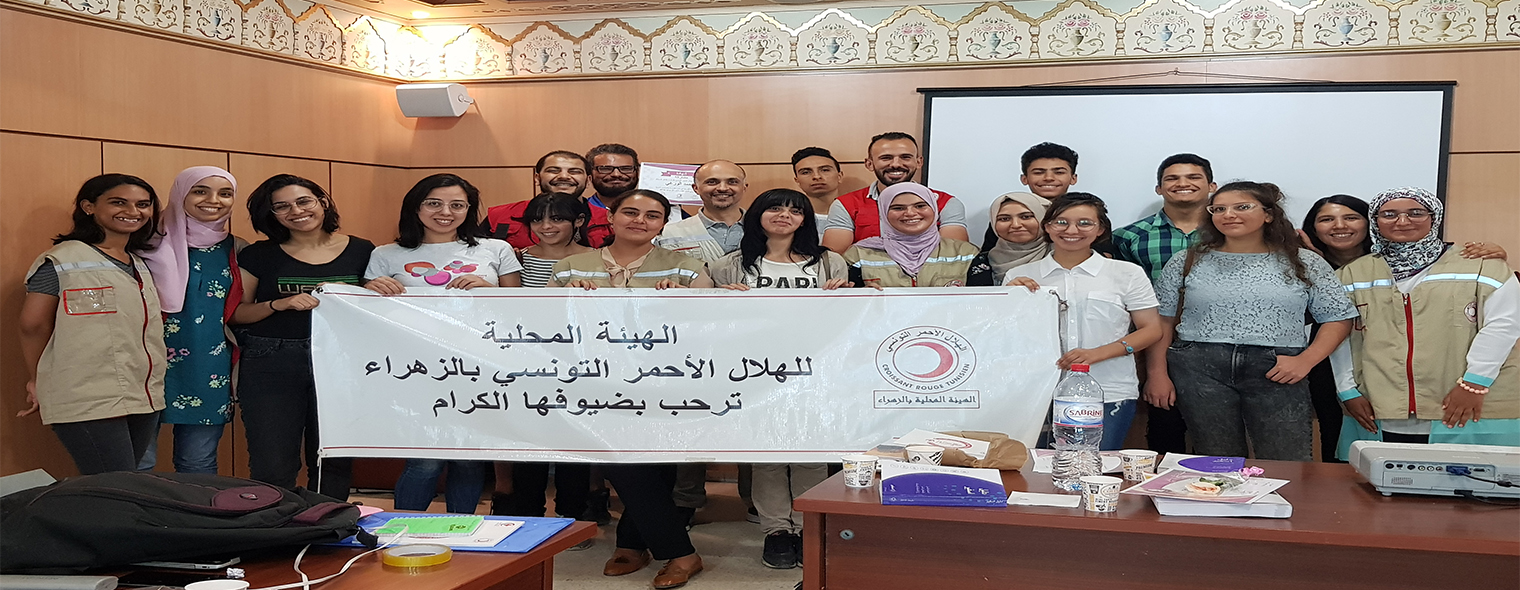 الهيئة المحلية
للهلال الأحمر التونسي بالزهراء
ترحب بضيوفها الكرام
الهلال الأحمر التونسي
CROISSANT ROUGE TUNISIEN
الهيئة المحلية بالزهراء
SABRINE
PARI